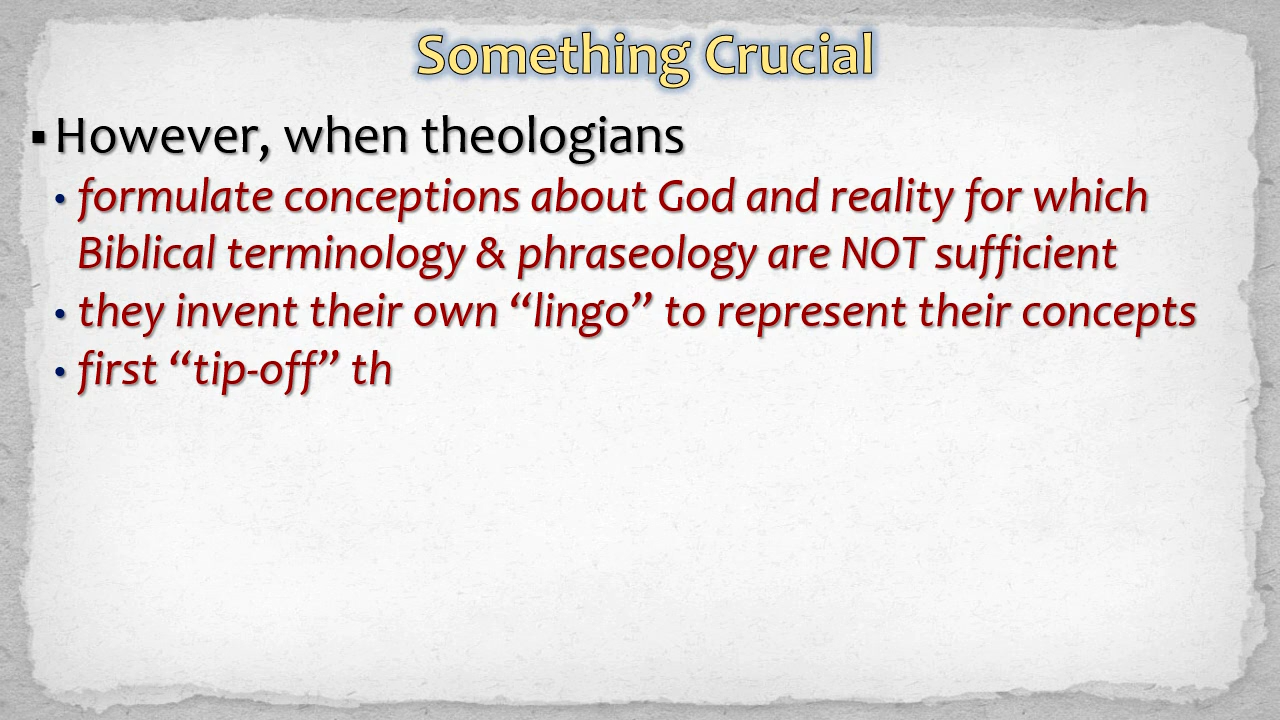 Something Crucial
▪ However, when theologians
• formulate conceptions about God and reality for which
Biblical terminology & phraseology are NOT sufficient
• they invent their own “lingo” to represent their concepts
• first “tip-off” th